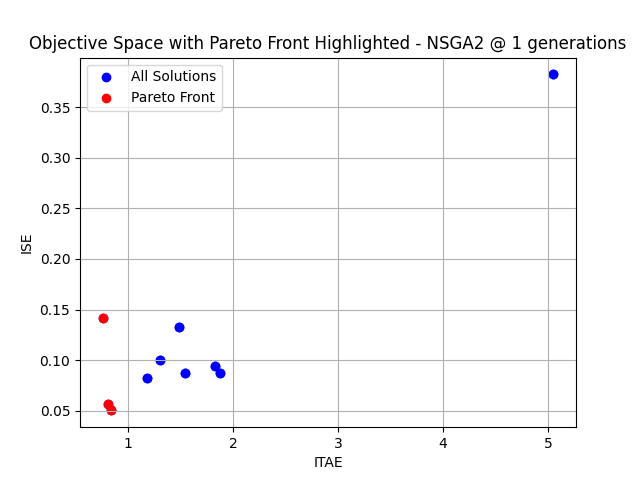 Objective Space with Pareto Front Highlighted - NSGA2 @ 1 generations
All Solutions
Pareto Front
0.35
0.30
0.25
0.20
0.15
0.10
0.05
ISE
1 2 3 4 5
ITAE